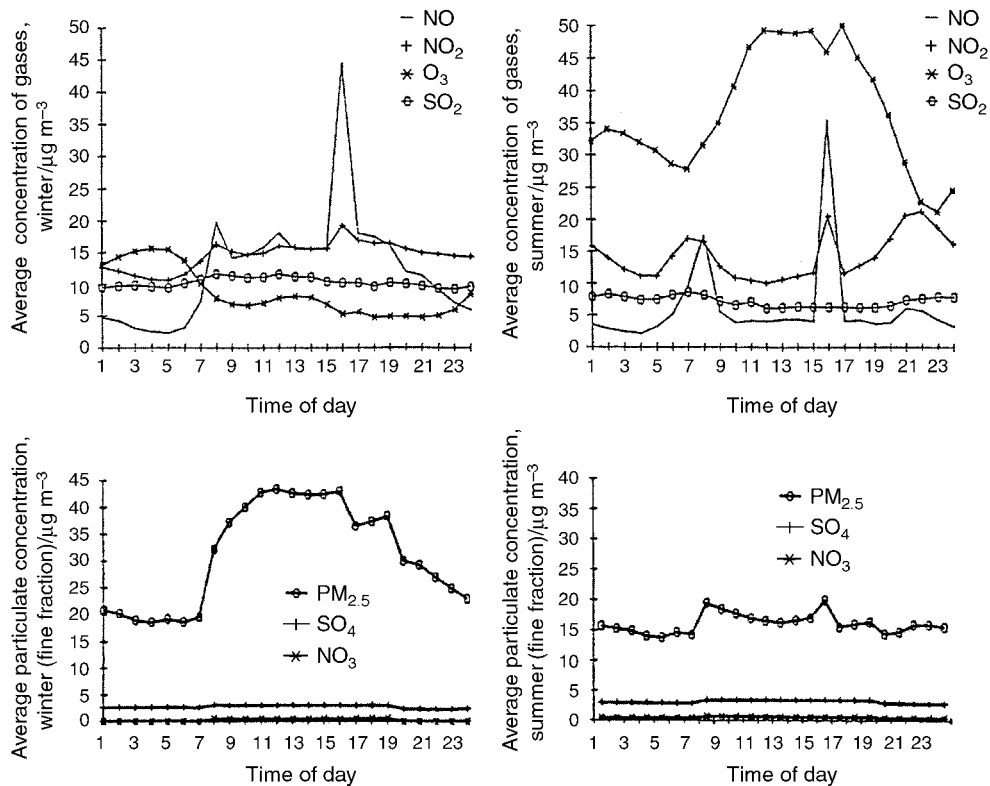 Average concentration of gases,
winter/μg m⁻³
50
45
40
35
30
25
20
15
10
5
0
NO
NO₂
O₃
SO₂
1 3 5 7 9 11 13 15 17 19 21 23
Time of day
Average concentration of gases,
summer/μg m⁻³
50
45
40
35
30
25
20
15
10
5
0
NO
NO₂
O₃
SO₂
1 3 5 7 9 11 13 15 17 19 21 23
Time of day
Average particulate concentration,
winter (fine fraction)/μg m⁻³
45
40
35
30
25
20
15
10
5
0
PM₂.₅
SO₄
NO₃
1 3 5 7 9 11 13 15 17 19 21 23
Time of day
Average particulate concentration,
summer (fine fraction)/μg m⁻³
40
35
30
25
20
15
10
5
0
PM₂.₅
SO₄
NO₃
1 3 5 7 9 11 13 15 17 19 21 23
Time of day